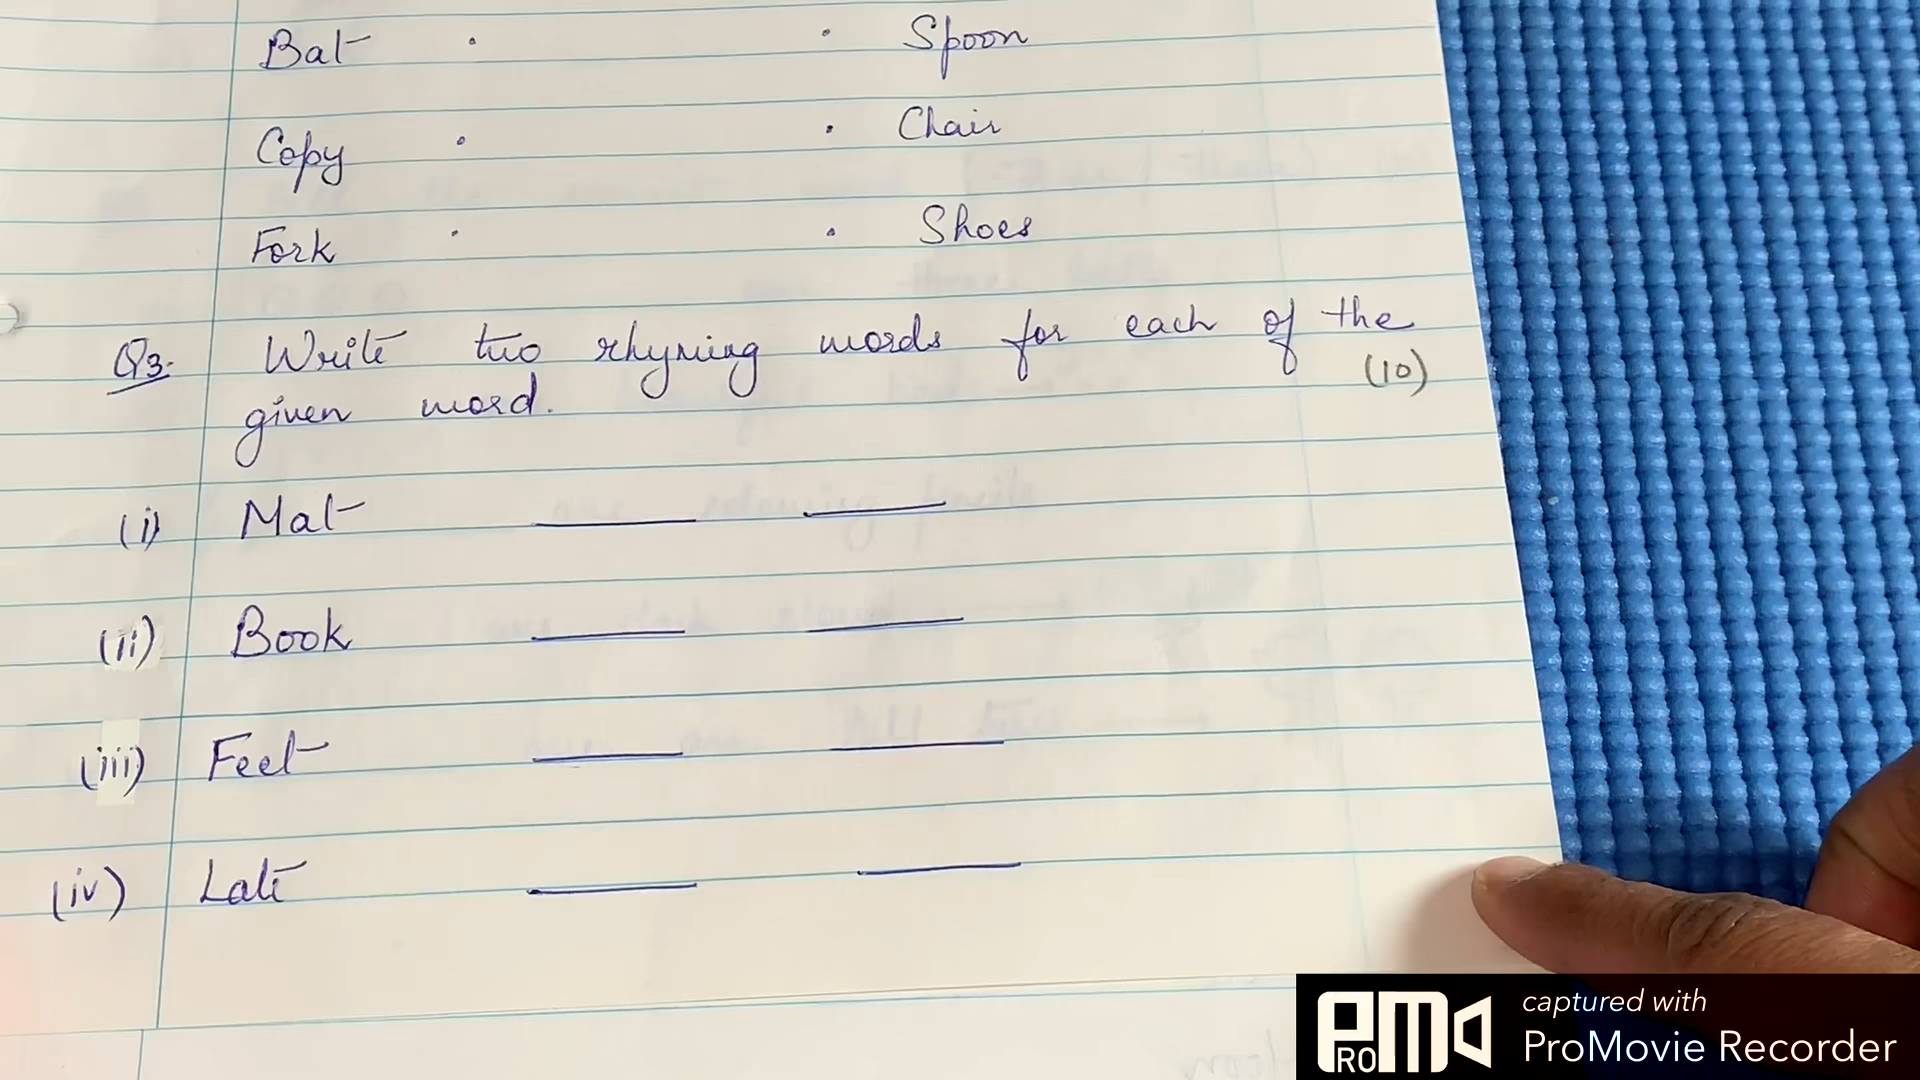 Bat . . Spoon
Copy . . Chair
Fork . . Shoes
Q3. Write two rhyming words for each of the
given word. (10)
(i) Mat
(ii) Book
(iii) Feet
(iv) Late
PRO captured with
ProMovie Recorder